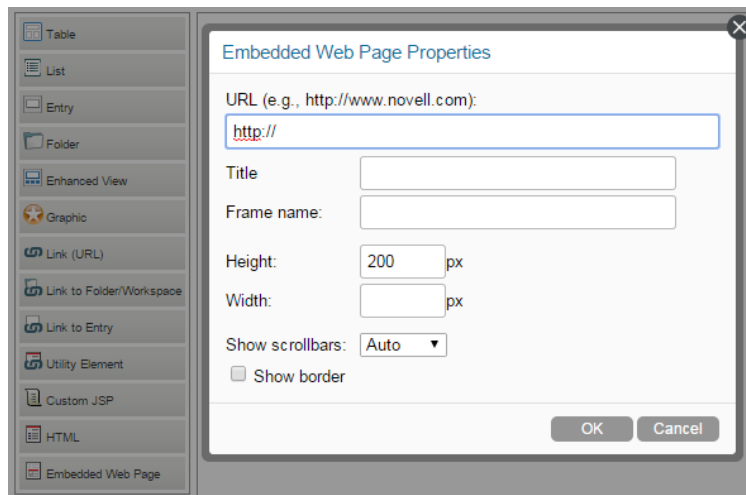 Table
List
Entry
Folder
Enhanced View
Graphic
Link (URL)
Link to Folder/Workspace
Link to Entry
Utility Element
Custom JSP
HTML
Embedded Web Page
Embedded Web Page Properties
URL (e.g., http://www.novell.com):
http://
Title
Frame name:
Height: 200 px
Width: px
Show scrollbars: Auto
Show border
OK Cancel